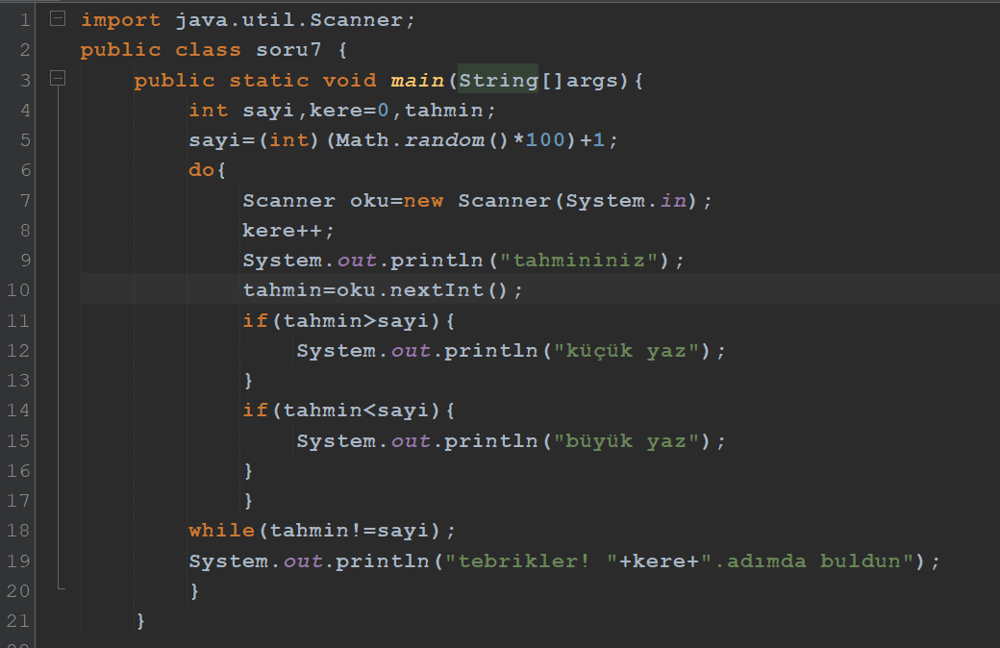 1 import java.util.Scanner;
2 public class soru7 {
3 public static void main(String[]args){
4 int sayi,kere=0,tahmin;
5 sayi=(int)(Math.random()*100)+1;
6 do{
7 Scanner oku=new Scanner(System.in);
8 kere++;
9 System.out.println("tahmininiz");
10 tahmin=oku.nextInt();
11 if(tahmin>sayi){
12 System.out.println("küçük yaz");
13 }
14 if(tahmin<sayi){
15 System.out.println("büyük yaz");
16 }
17 }
18 while(tahmin!=sayi);
19 System.out.println("tebrikler! "+kere+".adımda buldun");
20 }
21 }